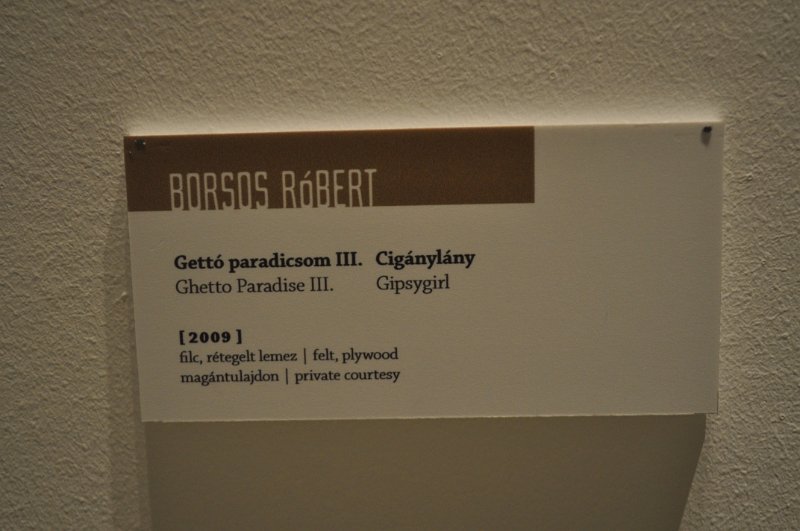 BORSOS RóBERT
Gettó paradicsom III. Cigánylány
Ghetto Paradise III. Gipsygirl
[2009]
filc, rétegelt lemez | felt, plywood
magántulajdon | private courtesy